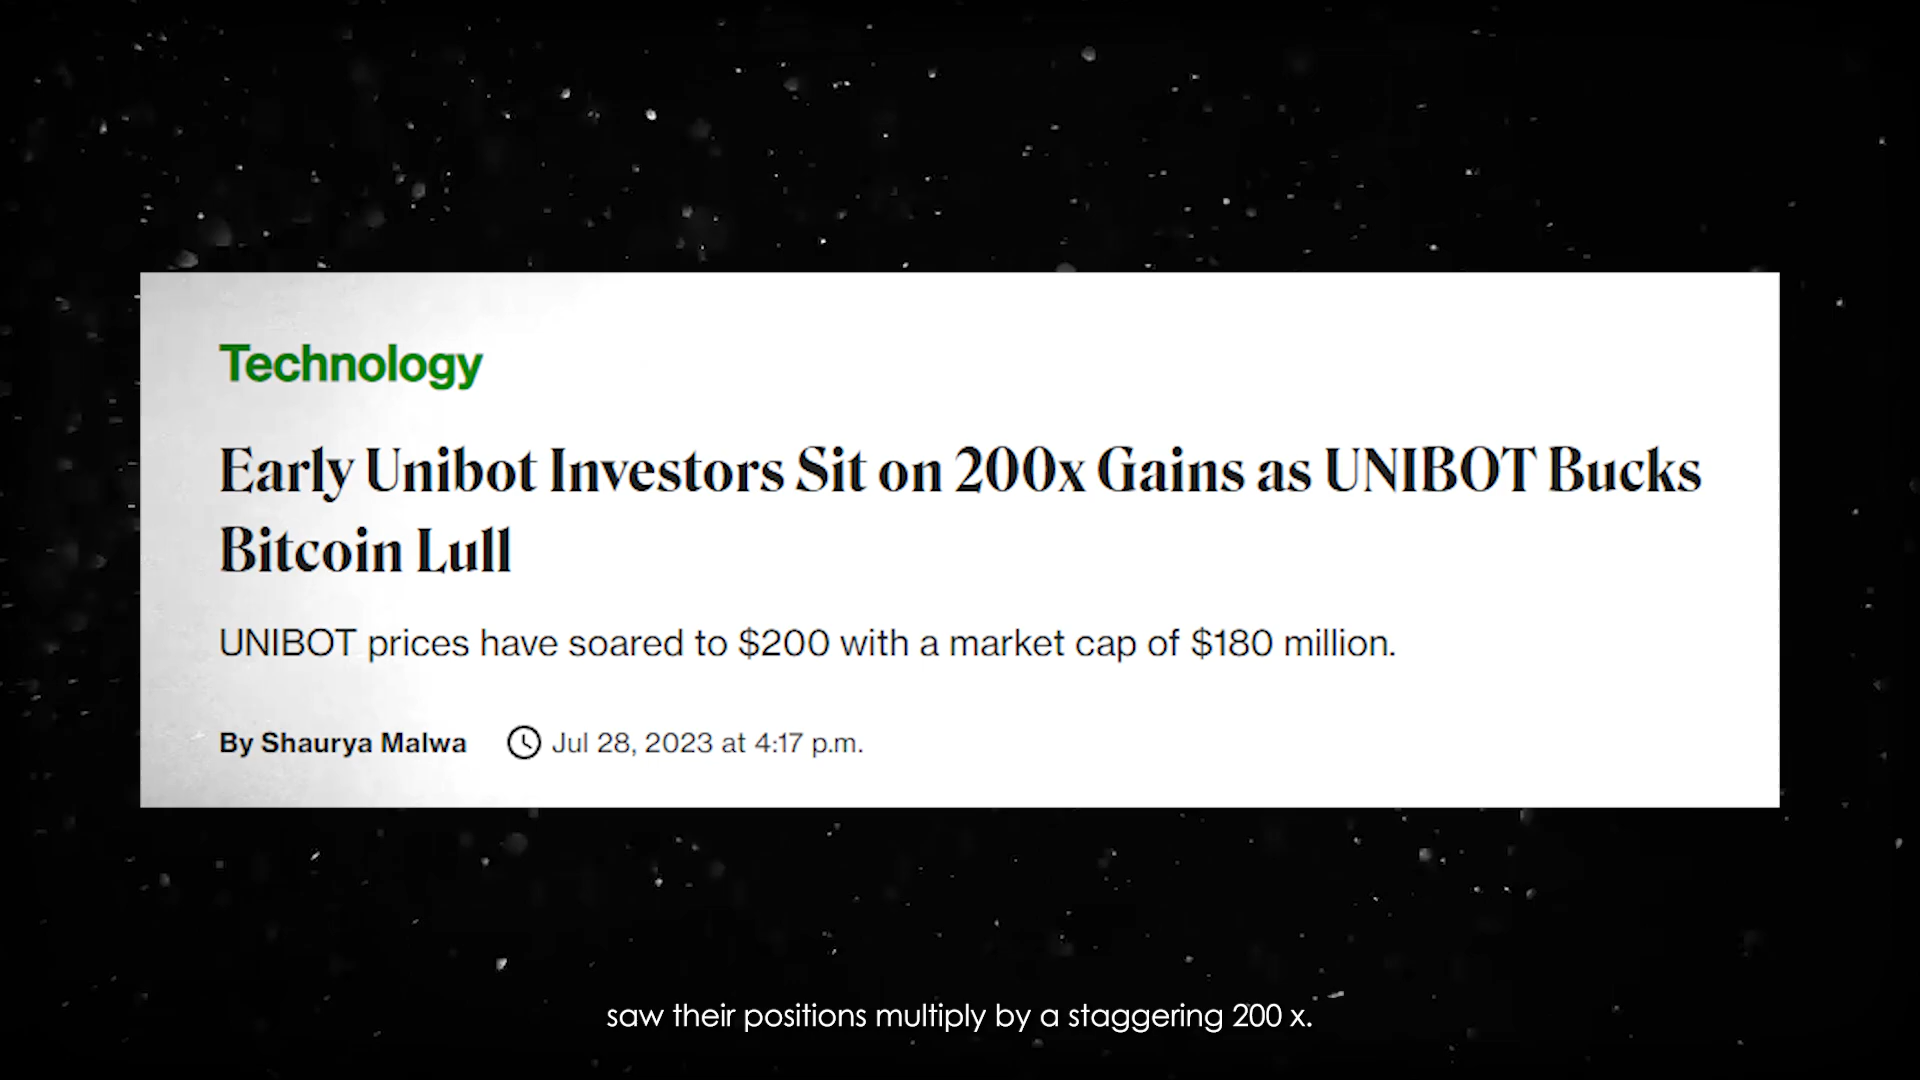 Technology
Early Unibot Investors Sit on 200x Gains as UNIBOT Bucks
Bitcoin Lull
UNIBOT prices have soared to $200 with a market cap of $180 million.
By Shaurya Malwa Jul 28, 2023 at 4:17 p.m.
saw their positions multiply by a staggering 200 x.